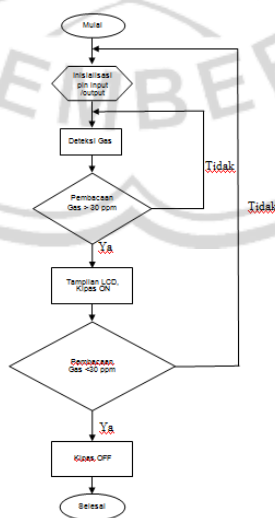 Mulai
Inisialisasi
pin input
/output
Deteksi Gas
Tidak
Pembacaan
Gas > 30 ppm
Tidak
Ya
Tampilan LCD,
Kipas ON
Pembacaan
Gas <30 ppm
Ya
Kipas OFF
Selesai
EMBER